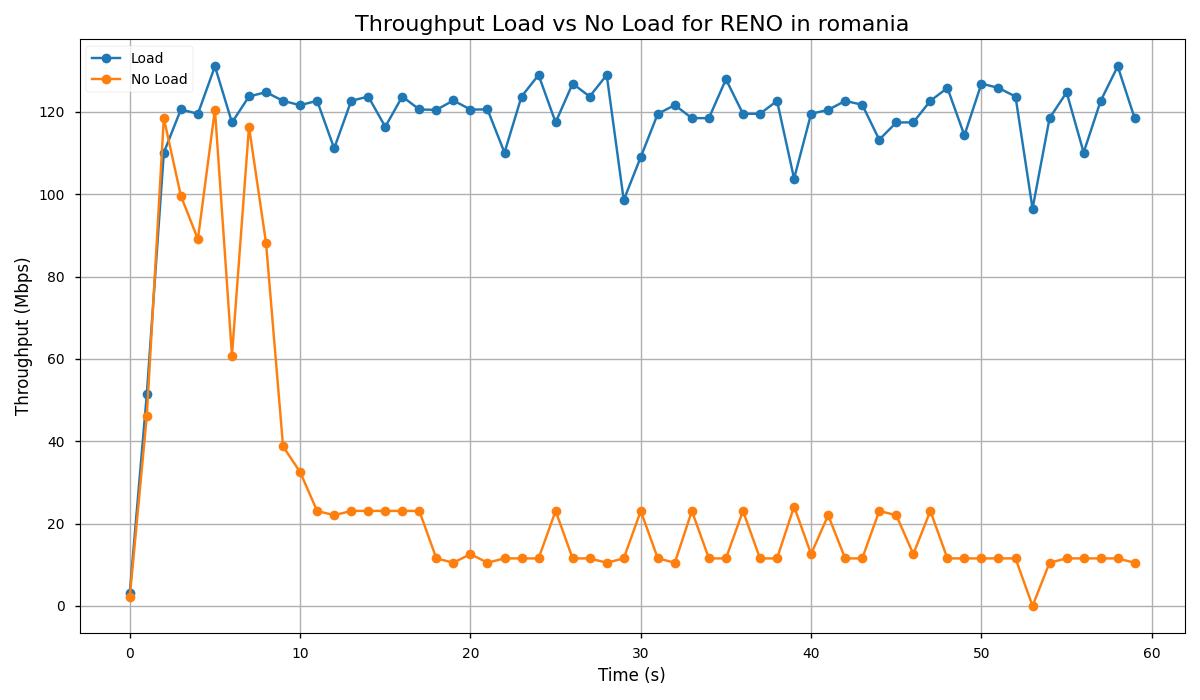 Throughput Load vs No Load for RENO in romania
Load
No Load
Throughput (Mbps)
120
100
80
60
40
20
0
0 10 20 30 40 50 60
Time (s)